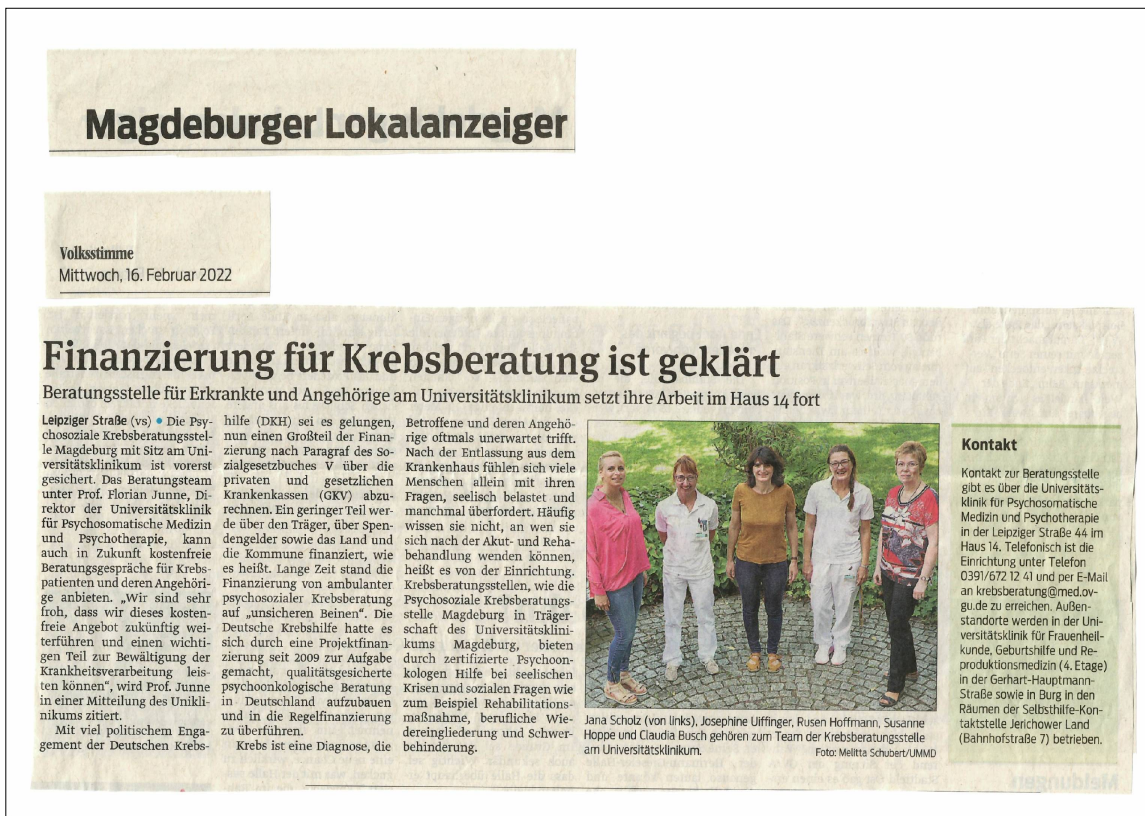 Magdeburger Lokalanzeiger
Volksstimme
Mittwoch, 16. Februar 2022
Finanzierung für Krebsberatung ist geklärt
Beratungsstelle für Erkrankte und Angehörige am Universitätsklinikum setzt ihre Arbeit im Haus 14 fort
Leipziger Straße (vs) • Die Psy-
chosoziale Krebsberatungsstel-
le Magdeburg mit Sitz am Uni-
versitätsklinikum ist vorerst
gesichert. Das Beratungsteam
unter Prof. Florian Junne, Di-
rektor der Universitätsklinik
für Psychosomatische Medizin
und Psychotherapie, kann
auch in Zukunft kostenfreie
Beratungsgespräche für Krebs-
patienten und deren Angehöri-
ge anbieten. „Wir sind sehr
froh, dass wir dieses kosten-
freie Angebot zukünftig wei-
terführen und einen wichti-
gen Teil zur Bewältigung der
Krankheitsverarbeitung leis-
ten können“, wird Prof. Junne
in einer Mitteilung des Unikli-
nikums zitiert.
Mit viel politischem Enga-
gement der Deutschen Krebs-
hilfe (DKH) sei es gelungen,
nun einen Großteil der Finan-
zierung nach Paragraf des So-
zialgesetzbuches V über die
privaten und gesetzlichen
Krankenkassen (GKV) abzu-
rechnen. Ein geringer Teil wer-
de über den Träger, über Spen-
dengelder sowie das Land und
die Kommune finanziert, wie
es heißt. Lange Zeit stand die
Finanzierung von ambulanter
psychosozialer Krebsberatung
auf „unsicheren Beinen“. Die
Deutsche Krebshilfe hatte es
sich durch eine Projektfinan-
zierung seit 2009 zur Aufgabe
gemacht, qualitätsgesicherte
psychoonkologische Beratung
in Deutschland aufzubauen
und in die Regelfinanzierung
zu überführen.
Krebs ist eine Diagnose, die
Betroffene und deren Angehö-
rige oftmals unerwartet trifft.
Nach der Entlassung aus dem
Krankenhaus fühlen sich viele
Menschen allein mit ihren
Fragen, seelisch belastet und
manchmal überfordert. Häufig
wissen sie nicht, an wen sie
sich nach der Akut- und Reha-
behandlung wenden können,
heißt es von der Einrichtung.
Krebsberatungsstellen, wie die
Psychosoziale Krebsberatungs-
stelle Magdeburg in Träger-
schaft des Universitätsklini-
kums Magdeburg, bieten
durch zertifizierte Psychoon-
kologen Hilfe bei seelischen
Krisen und sozialen Fragen wie
zum Beispiel Rehabilitations-
maßnahme, berufliche Wie-
dereingliederung und Schwer-
behinderung.
Jana Scholz (von links), Josephine Uiffinger, Rusen Hoffmann, Susanne
Hoppe und Claudia Busch gehören zum Team der Krebsberatungsstelle
am Universitätsklinikum.
Foto: Melitta Schubert/UMMD
Kontakt
Kontakt zur Beratungsstelle
gibt es über die Universitäts-
klinik für Psychosomatische
Medizin und Psychotherapie
in der Leipziger Straße 44 im
Haus 14. Telefonisch ist die
Einrichtung unter Telefon
0391/672 12 41 und per E-Mail
an krebsberatung@med.ov-
gu.de zu erreichen. Außen-
standorte werden in der Uni-
versitätsklinik für Frauenheil-
kunde, Geburtshilfe und Re-
produktionsmedizin (4. Etage)
in der Gerhart-Hauptmann-
Straße sowie in Burg in den
Räumen der Selbsthilfe-Kon-
taktstelle Jerichower Land
(Bahnhofstraße 7) betrieben.